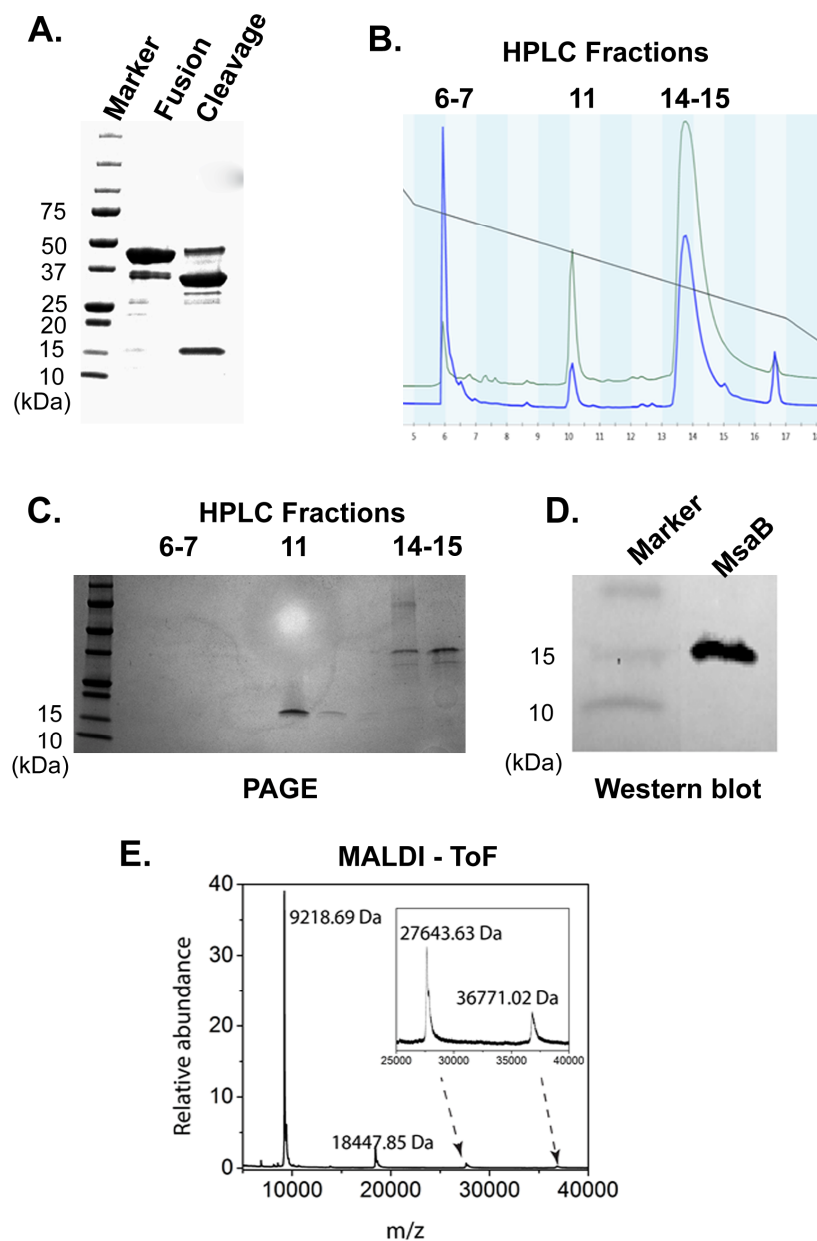 A.
Marker
Fusion
Cleavage
75
50
37
25
20
15
10
(kDa)
B.
HPLC Fractions
6-7 11 14-15
5 6 7 8 9 10 11 12 13 14 15 16 17 18
C.
HPLC Fractions
6-7 11 14-15
15
10
(kDa)
PAGE
D.
Marker
MsaB
15
10
(kDa)
Western blot
E.
MALDI - ToF
Relative abundance
40
30
20
10
0
9218.69 Da
18447.85 Da
27643.63 Da
36771.02 Da
25000 30000 35000 40000
10000 20000 30000 40000
m/z